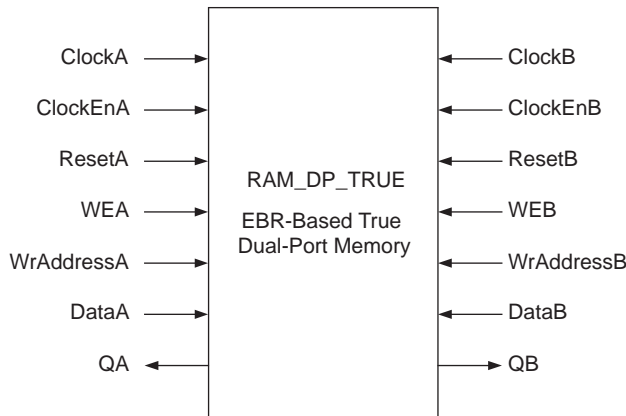 ClockA
ClockB
ClockEnA
ClockEnB
ResetA
ResetB
RAM_DP_TRUE
WEA
WEB
EBR-Based True
Dual-Port Memory
WrAddressA
WrAddressB
DataA
DataB
QA
QB